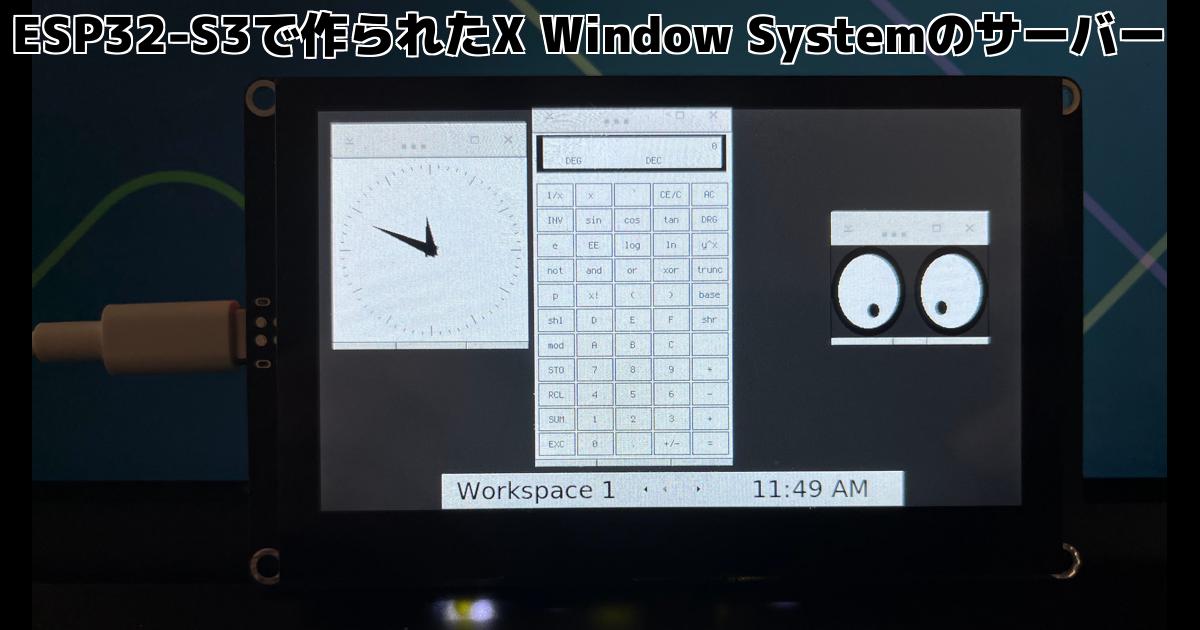 ESP32-S3で作られたX Window Systemのサーバー
0
DEG DEC
1/x x CE/C AC
INV sin cos tan DRG
e EE log ln y^x
not and or xor trunc
p x! ( ) base
shl D E F shr
mod A B C
STO 7 8 9
RCL 4 5 6 -
SUM 1 2 3 +
EXC 0 . +/- =
Workspace 1 11:49 AM